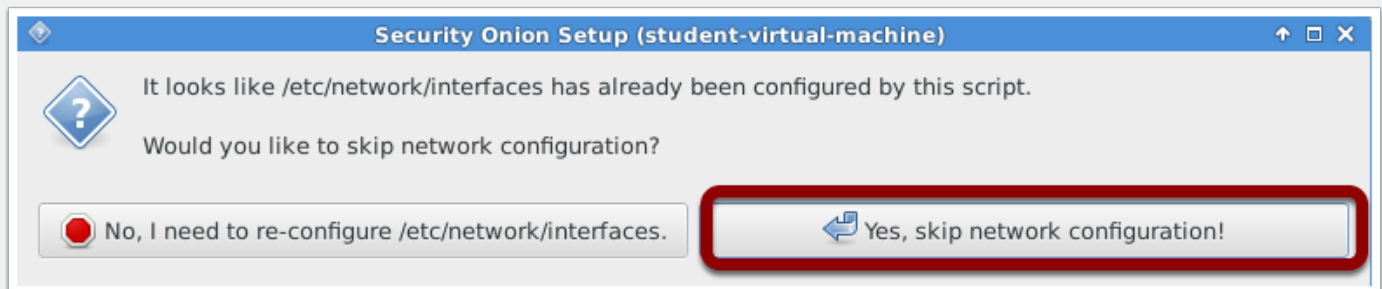 Security Onion Setup (student-virtual-machine)
It looks like /etc/network/interfaces has already been configured by this script.
Would you like to skip network configuration?
No, I need to re-configure /etc/network/interfaces.
Yes, skip network configuration!